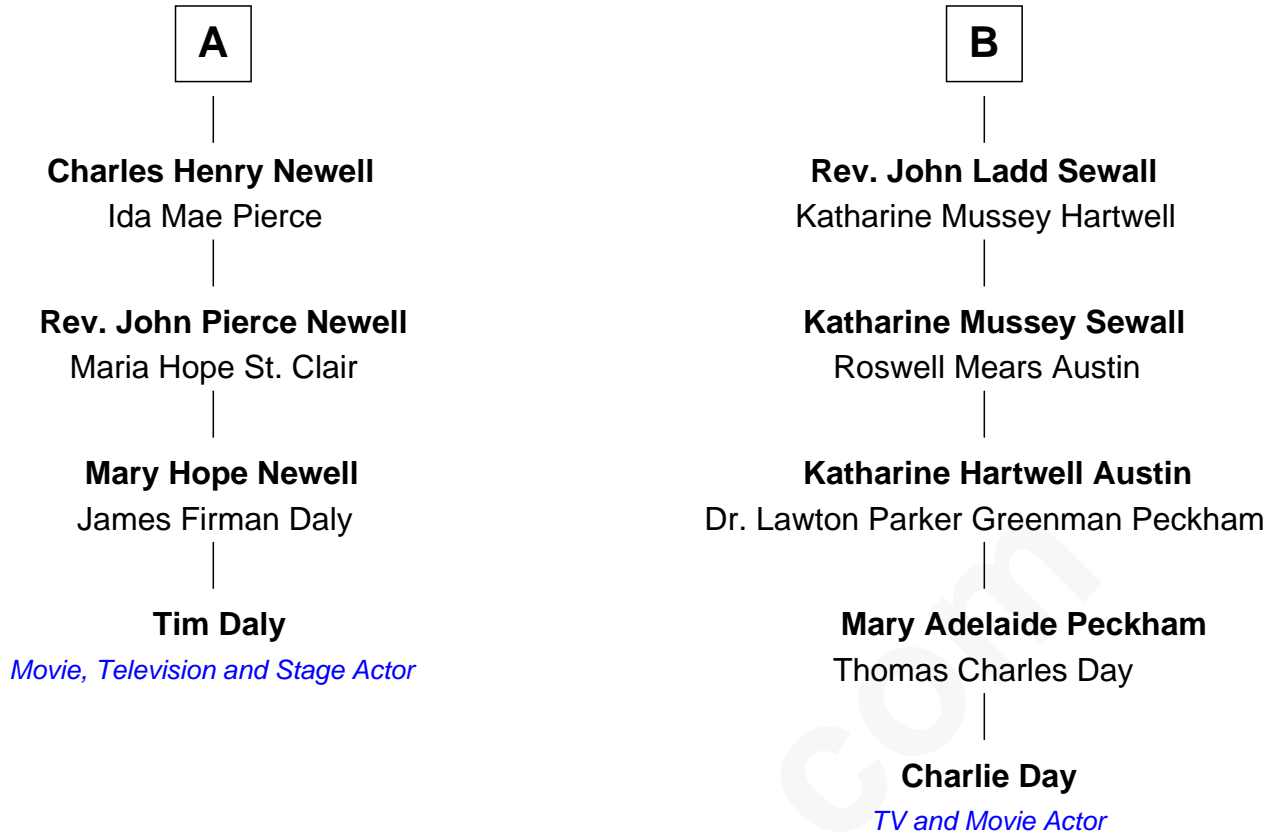 A
Charles Henry Newell
Ida Mae Pierce
Rev. John Pierce Newell
Maria Hope St. Clair
Mary Hope Newell
James Firman Daly
Tim Daly
Movie, Television and Stage Actor
B
Rev. John Ladd Sewall
Katharine Mussey Hartwell
Katharine Mussey Sewall
Roswell Mears Austin
Katharine Hartwell Austin
Dr. Lawton Parker Greenman Peckham
Mary Adelaide Peckham
Thomas Charles Day
Charlie Day
TV and Movie Actor
com